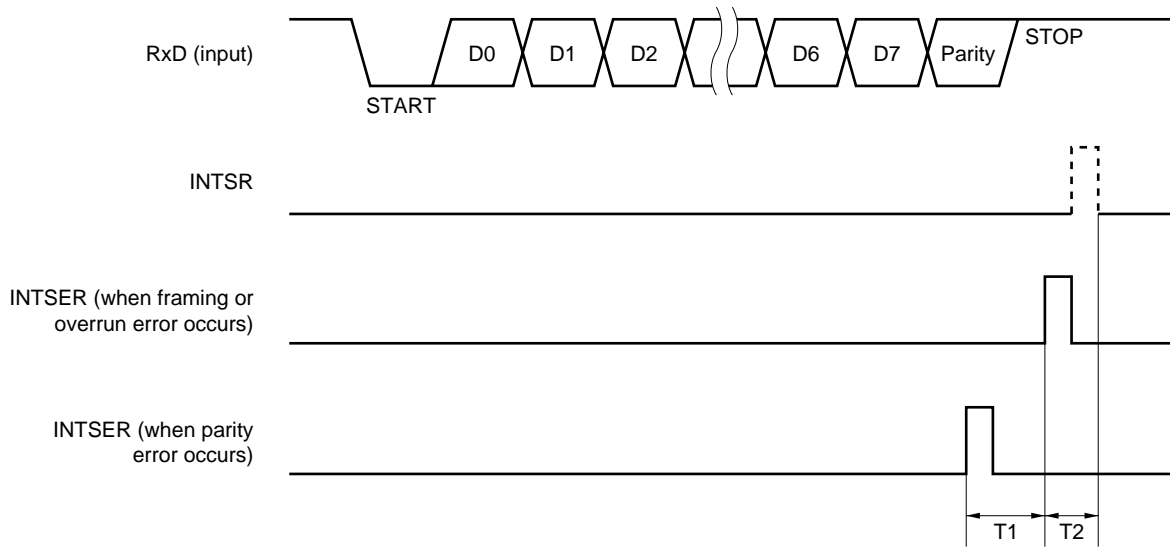 RxD (input)
D0 D1 D2 D6 D7 Parity STOP
START
INTSR
INTSER (when framing or
overrun error occurs)
INTSER (when parity
error occurs)
T1 T2